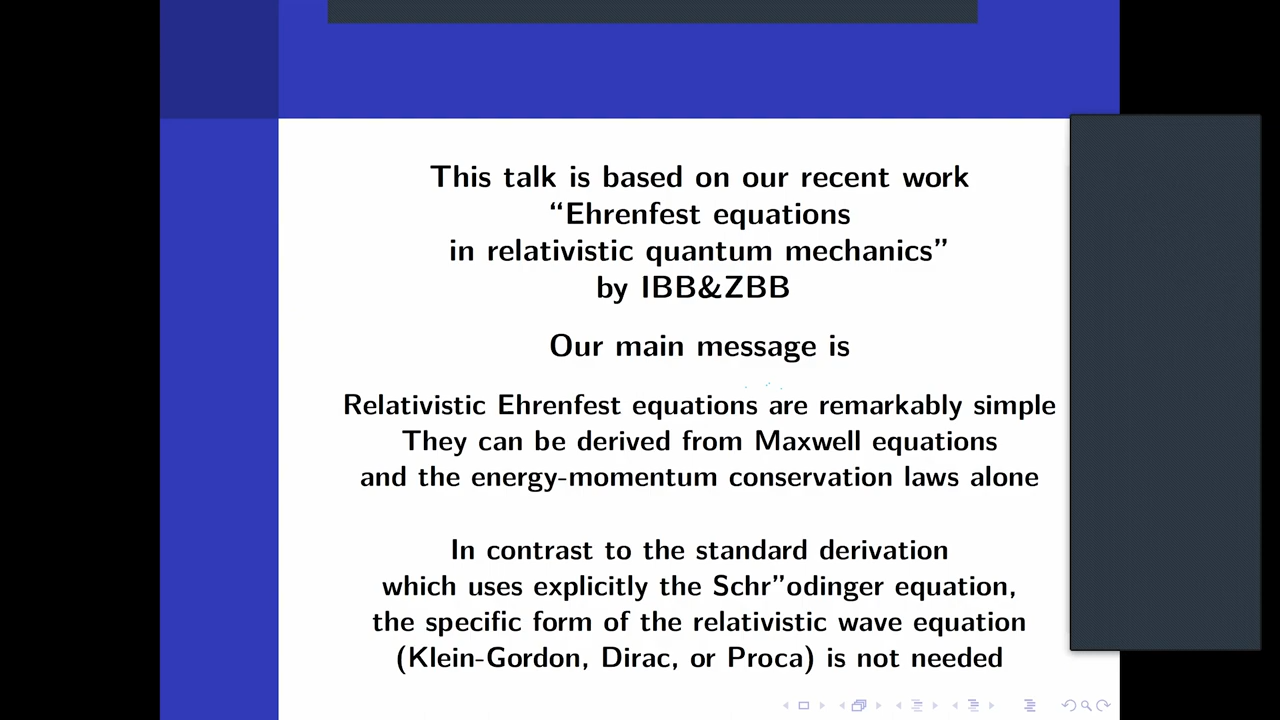 This talk is based on our recent work
“Ehrenfest equations
in relativistic quantum mechanics”
by IBB&ZBB
Our main message is
Relativistic Ehrenfest equations are remarkably simple
They can be derived from Maxwell equations
and the energy-momentum conservation laws alone
In contrast to the standard derivation
which uses explicitly the Schr”odinger equation,
the specific form of the relativistic wave equation
(Klein-Gordon, Dirac, or Proca) is not needed